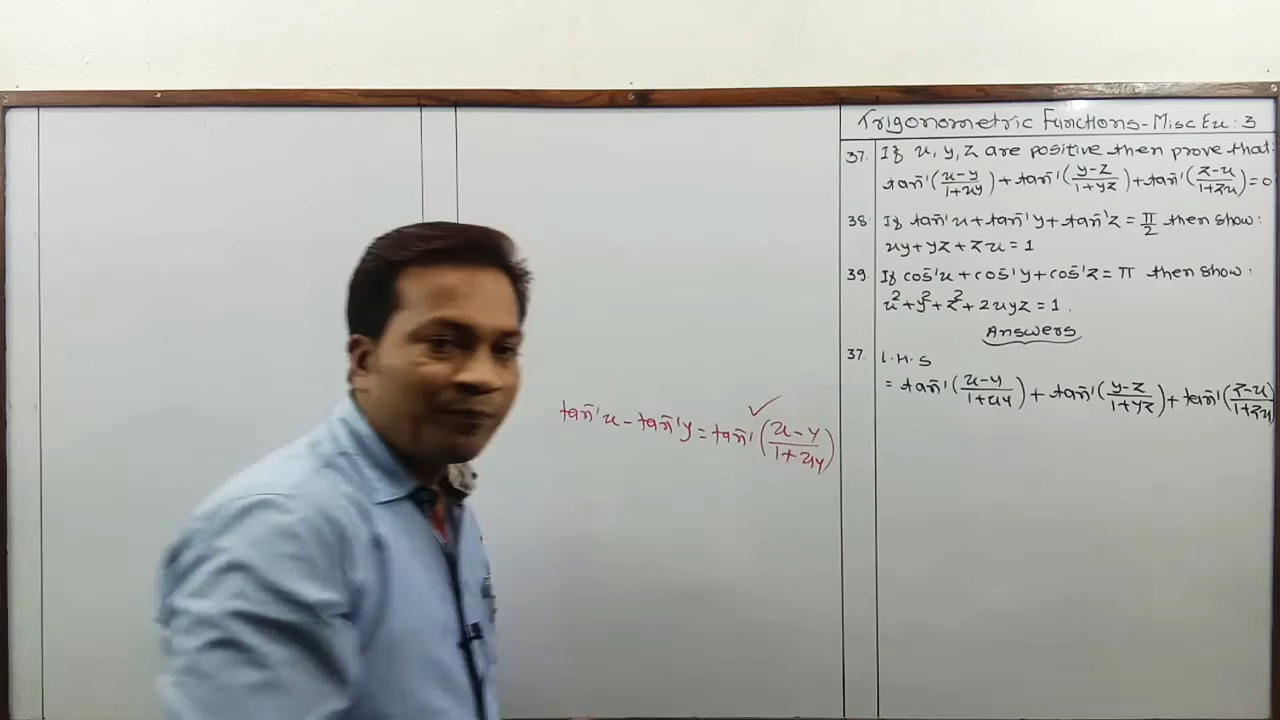 Trigonometric Functions - Misc Ex: 3
37. If x, y, z are positive then prove that:
tan⁻¹((x-y)/(1+xy)) + tan⁻¹((y-z)/(1+yz)) + tan⁻¹((z-x)/(1+zx)) = 0
38. If tan⁻¹x + tan⁻¹y + tan⁻¹z = π/2 then show:
xy + yz + zx = 1
39. If cos⁻¹x + cos⁻¹y + cos⁻¹z = π then show:
x² + y² + z² + 2xyz = 1.
Answers
37. L.H.S
= tan⁻¹((x-y)/(1+xy)) + tan⁻¹((y-z)/(1+yz)) + tan⁻¹((z-x)/(1+zx))
tan⁻¹x - tan⁻¹y = tan⁻¹((x-y)/(1+xy))